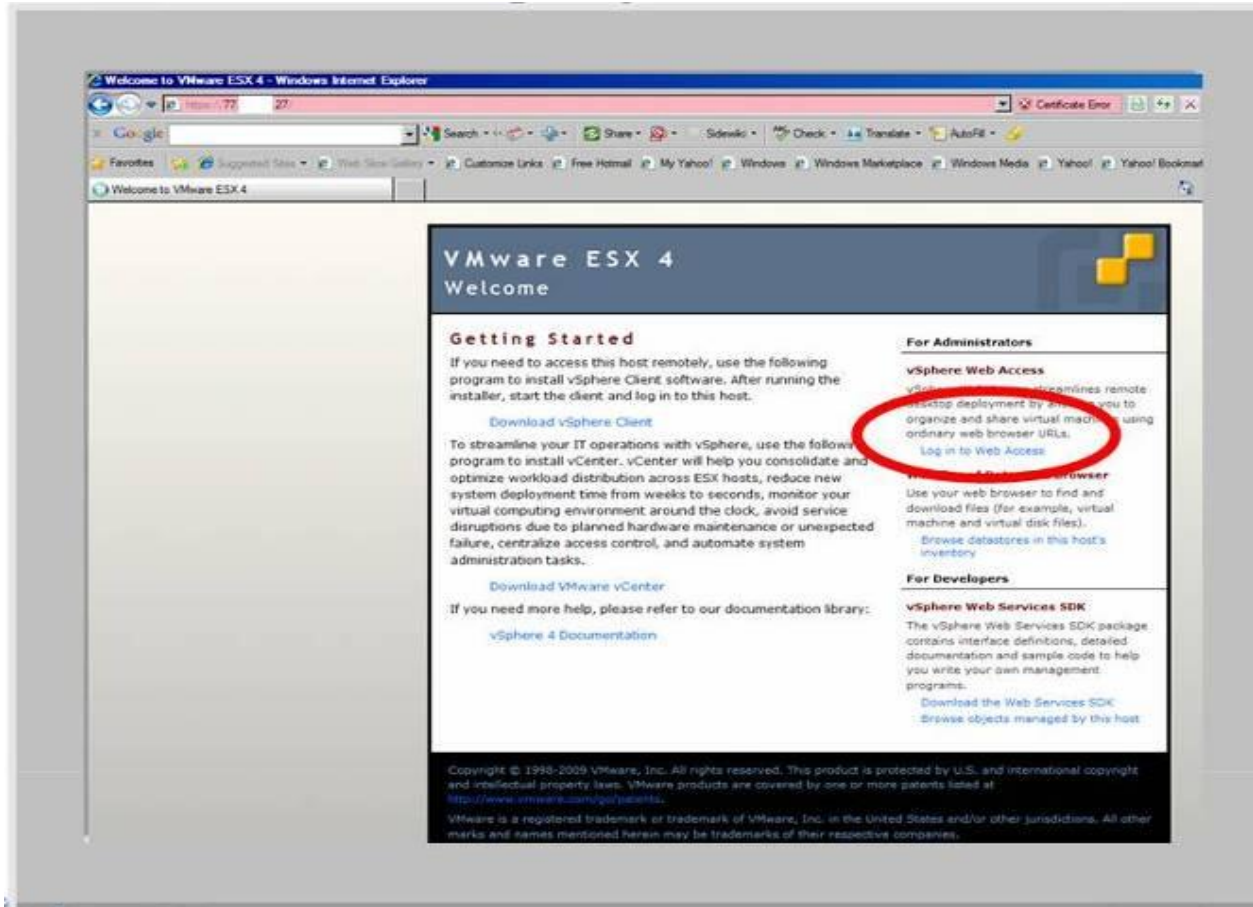 Welcome to VMware ESX 4 - Windows Internet Explorer
77 27
Certificate Error
Google
Search
Share
Sidewiki
Check
Translate
AutoFill
Favorites
Suggested Sites
Web Slice Gallery
Customize Links
Free Hotmail
My Yahoo!
Windows
Windows Marketplace
Windows Media
Yahoo!
Yahoo! Bookmar
Welcome to VMware ESX 4
VMware ESX 4
Welcome
Getting Started
If you need to access this host remotely, use the following
program to install vSphere Client software. After running the
installer, start the client and log in to this host.
Download vSphere Client
To streamline your IT operations with vSphere, use the following
program to install vCenter. vCenter will help you consolidate and
optimize workload distribution across ESX hosts, reduce new
system deployment time from weeks to seconds, monitor your
virtual computing environment around the clock, avoid service
disruptions due to planned hardware maintenance or unexpected
failure, centralize access control, and automate system
administration tasks.
Download VMware vCenter
If you need more help, please refer to our documentation library:
vSphere 4 Documentation
For Administrators
vSphere Web Access
streamlines remote
desktop deployment by you to
organize and share virtual machines using
ordinary web browser URLs.
Log in to Web Access
Browser
Use your web browser to find and
download files (for example, virtual
machine and virtual disk files).
Browse datastores in this host's
inventory
For Developers
vSphere Web Services SDK
The vSphere Web Services SDK package
contains interface definitions, detailed
documentation and sample code to help
you write your own management
programs.
Download the Web Services SDK
Browse objects managed by this host
Copyright © 1998-2009 VMware, Inc. All rights reserved. This product is protected by U.S. and international copyright
and intellectual property laws. VMware products are covered by one or more patents listed at
http://www.vmware.com/go/patents.
VMware is a registered trademark or trademark of VMware, Inc. in the United States and/or other jurisdictions. All other
marks and names mentioned herein may be trademarks of their respective companies.